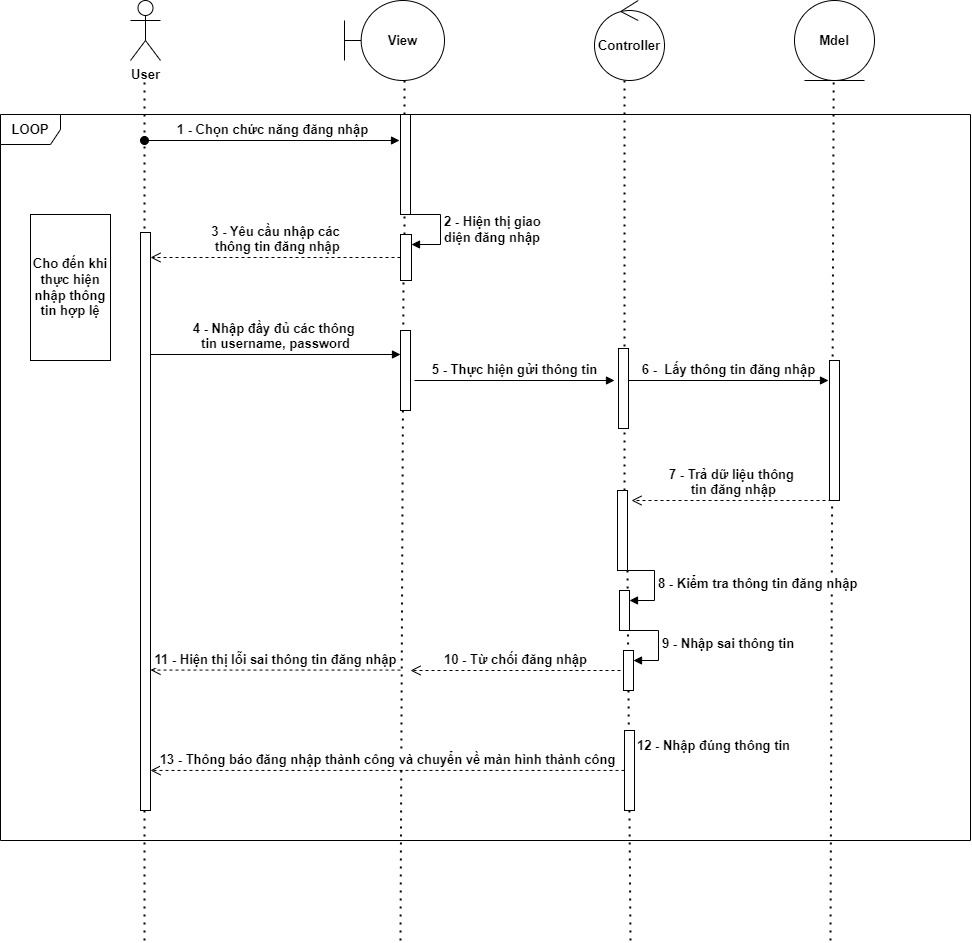 User
View
Controller
Mdel
LOOP
1 - Chọn chức năng đăng nhập
2 - Hiện thị giao
diện đăng nhập
3 - Yêu cầu nhập các
thông tin đăng nhập
Cho đến khi
thực hiện
nhập thông
tin hợp lệ
4 - Nhập đầy đủ các thông
tin username, password
5 - Thực hiện gửi thông tin
6 - Lấy thông tin đăng nhập
7 - Trả dữ liệu thông
tin đăng nhập
8 - Kiểm tra thông tin đăng nhập
9 - Nhập sai thông tin
10 - Từ chối đăng nhập
11 - Hiện thị lỗi sai thông tin đăng nhập
12 - Nhập đúng thông tin
13 - Thông báo đăng nhập thành công và chuyển về màn hình thành công